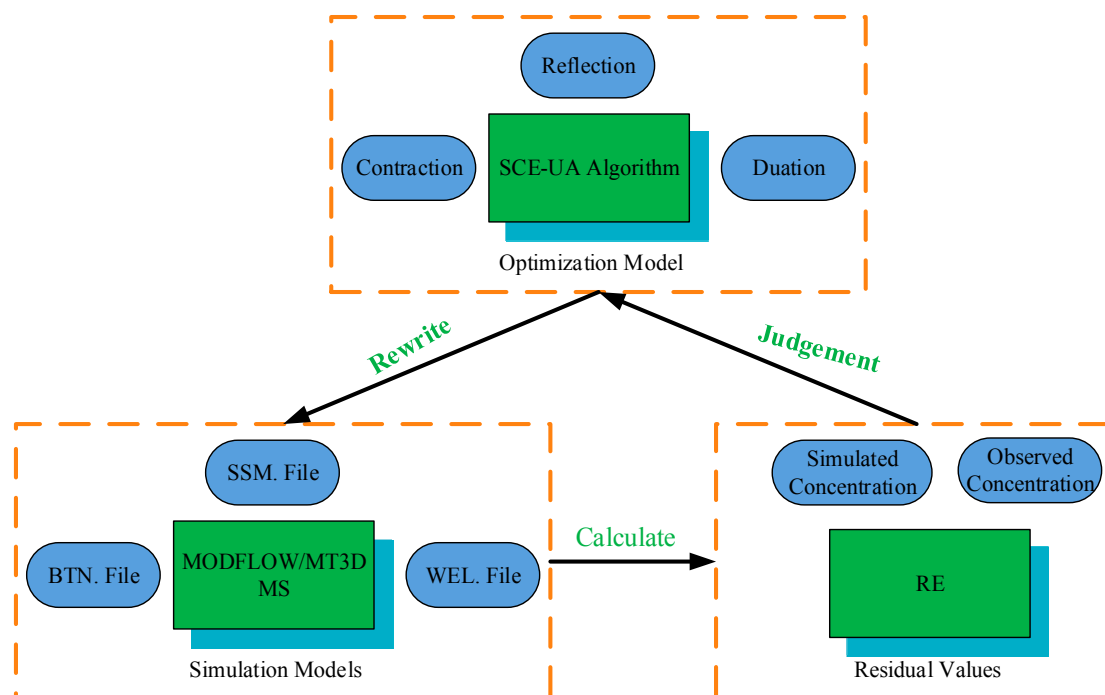 Reflection
Contraction
SCE-UA Algorithm
Duation
Optimization Model
Rewrite
Judgement
SSM. File
BTN. File
MODFLOW/MT3D
MS
WEL. File
Simulation Models
Calculate
Simulated
Concentration
Observed
Concentration
RE
Residual Values